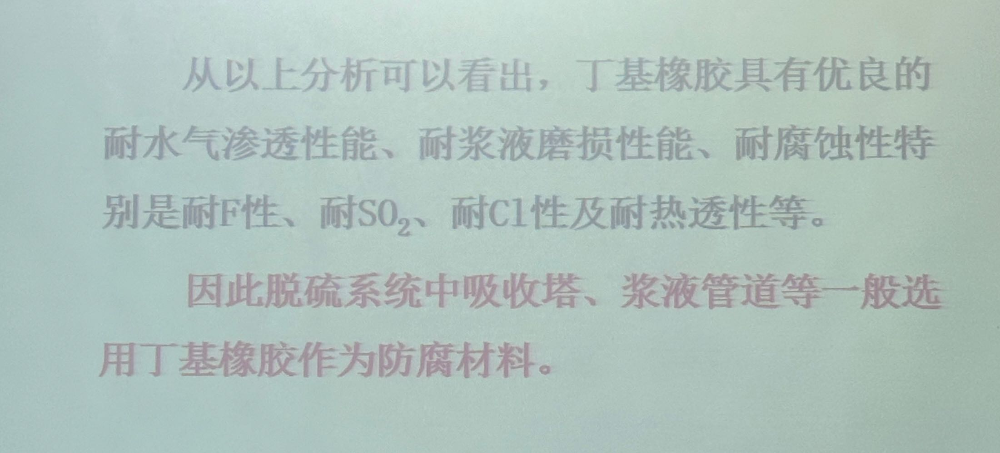 从以上分析可以看出，丁基橡胶具有优良的
耐水气渗透性能、耐浆液磨损性能、耐腐蚀性特
别是耐F性、耐SO₂、耐Cl性及耐热透性等。
因此脱硫系统中吸收塔、浆液管道等一般选
用丁基橡胶作为防腐材料。